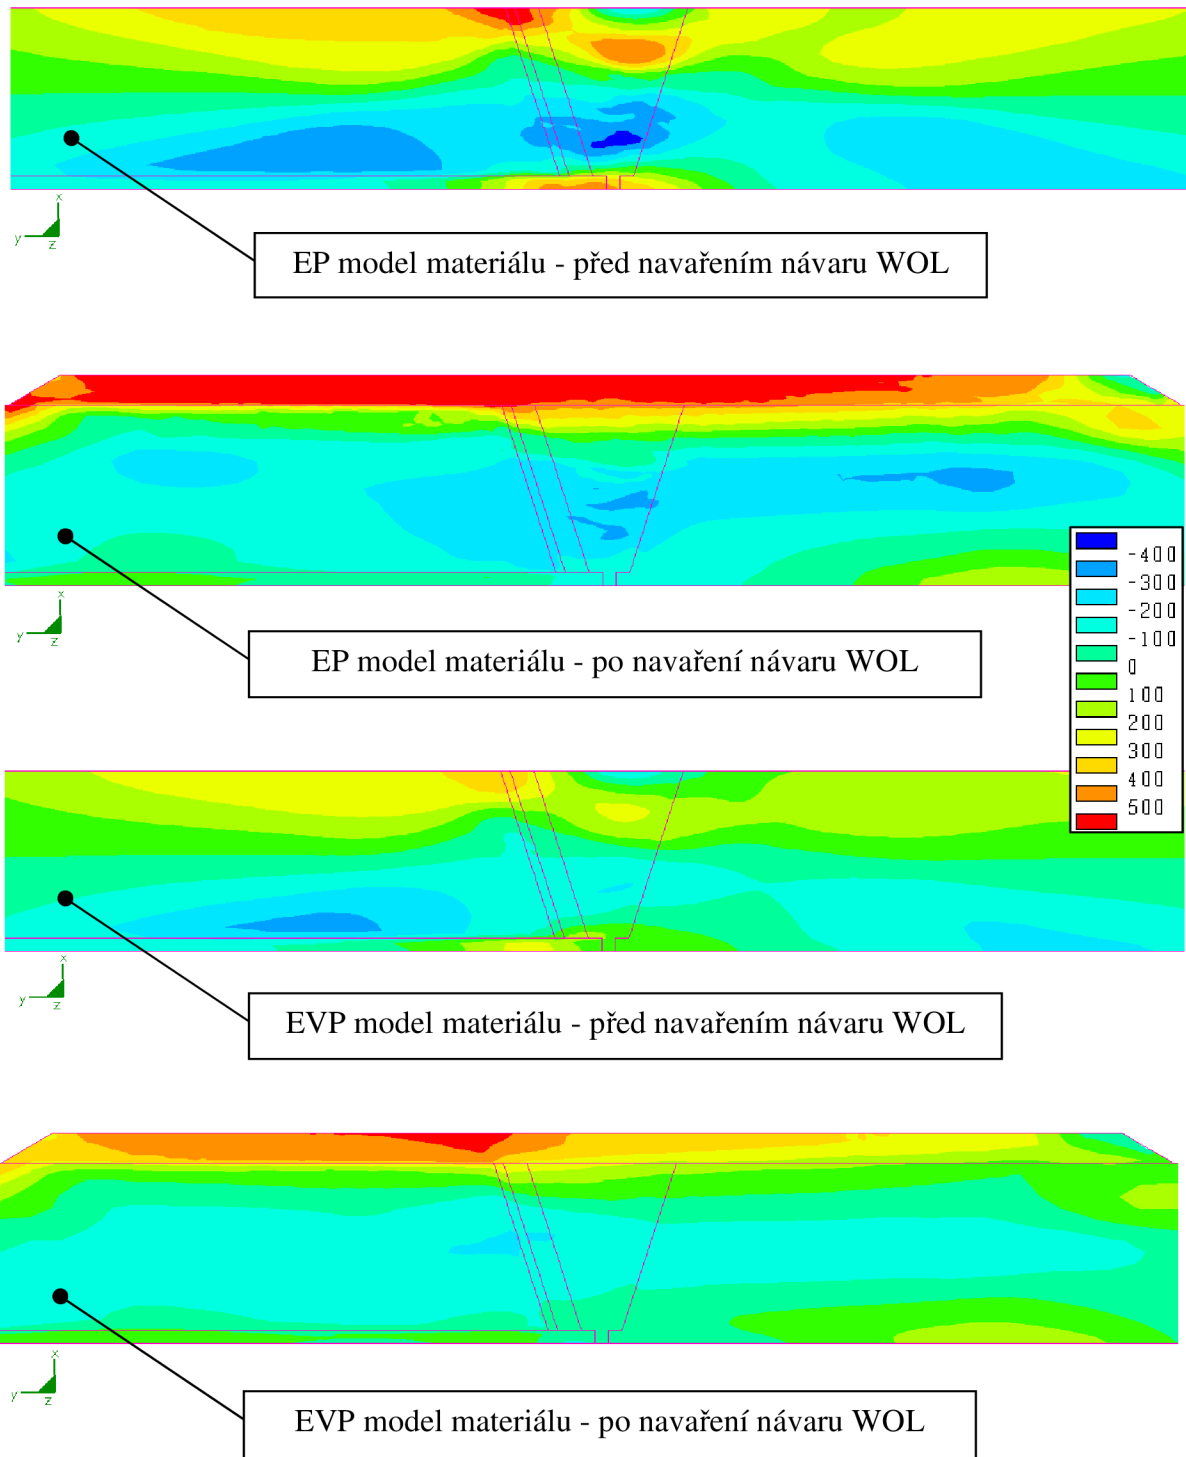 x
y
z
EP model materiálu - před navařením návaru WOL
x
y
z
EP model materiálu - po navaření návaru WOL
-400
-300
-200
-100
0
100
200
300
400
500
x
y
z
EVP model materiálu - před navařením návaru WOL
x
y
z
EVP model materiálu - po navaření návaru WOL